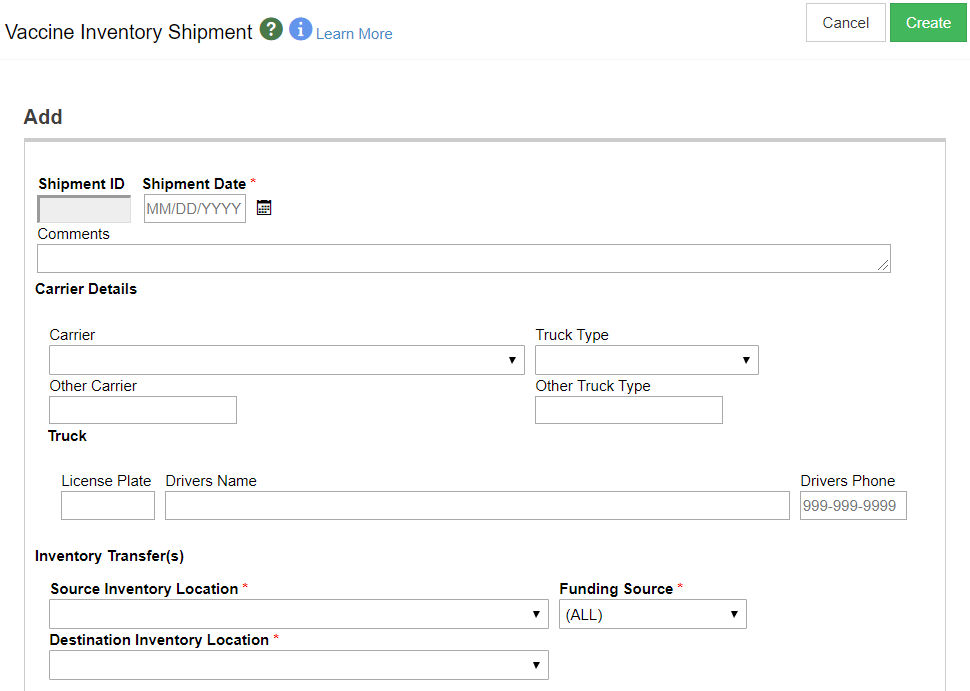 Vaccine Inventory Shipment ? i Learn More
Cancel Create
Add
Shipment ID Shipment Date *
MM/DD/YYYY
Comments
Carrier Details
Carrier Truck Type
Other Carrier Other Truck Type
Truck
License Plate Drivers Name Drivers Phone
999-999-9999
Inventory Transfer(s)
Source Inventory Location * Funding Source *
(ALL)
Destination Inventory Location *